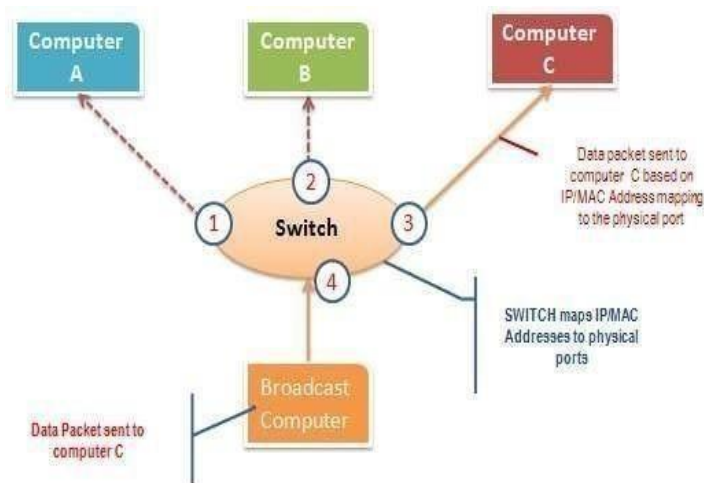 Computer
A
Computer
B
Computer
C
Data packet sent to
computer C based on
IP/MAC Address mapping
to the physical port
2
1
Switch
3
4
SWITCH maps IP/MAC
Addresses to physical
ports
Broadcast
Computer
Data Packet sent to
computer C